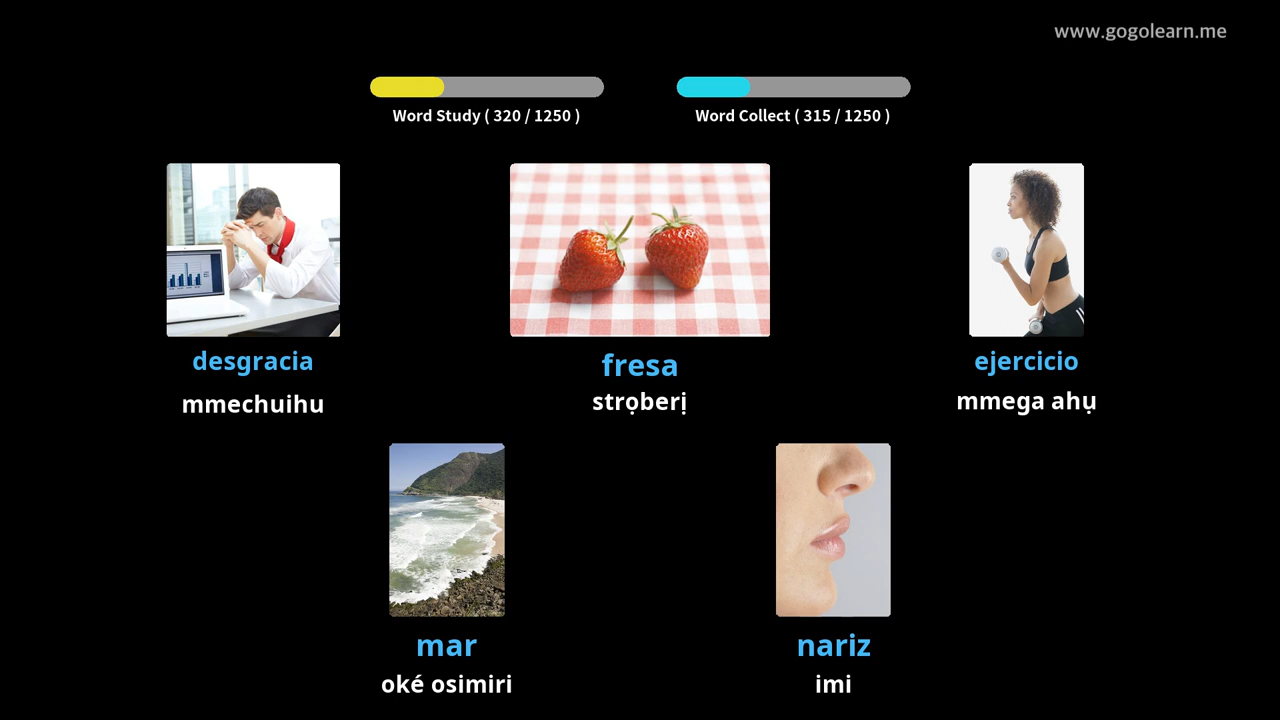 www.gogolearn.me
Word Study ( 320 / 1250 )
Word Collect ( 315 / 1250 )
desgracia
mmechuihu
fresa
strọberị
ejercicio
mmega ahụ
mar
oké osimiri
nariz
imi